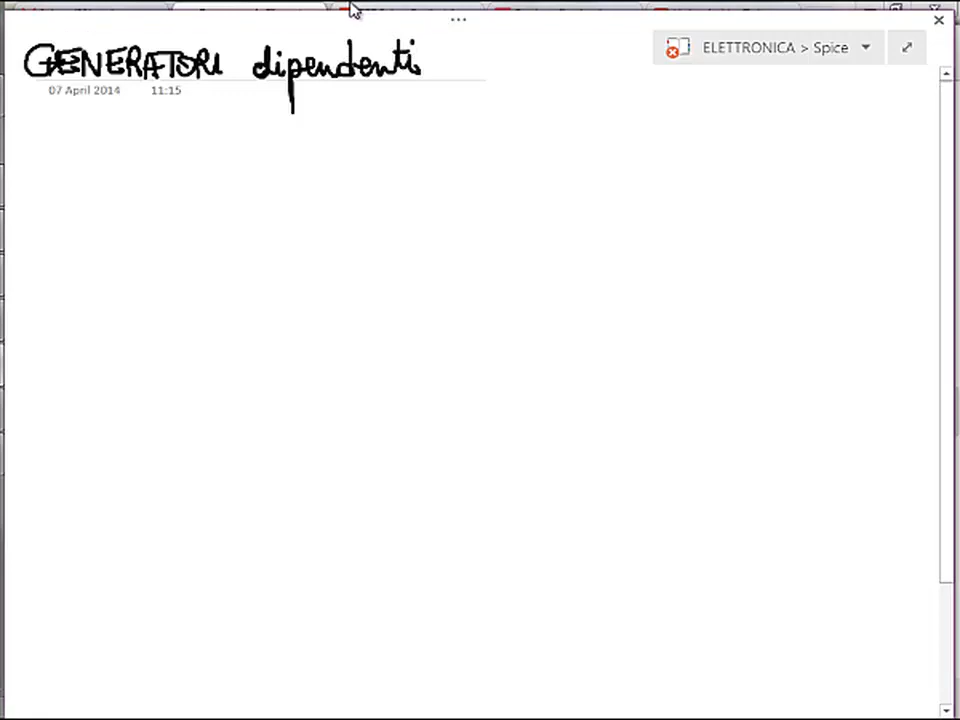 ELETTRONICA > Spice
GENERATORI dipendenti
07 April 2014 11:15